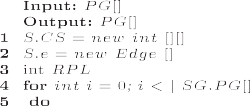 Input: PG[]
Output: PG[]
1 S.CS = new int [][]
2 S.e = new Edge []
3 int RPL
4 for int i = 0; i < | SG.PG[]
5 do